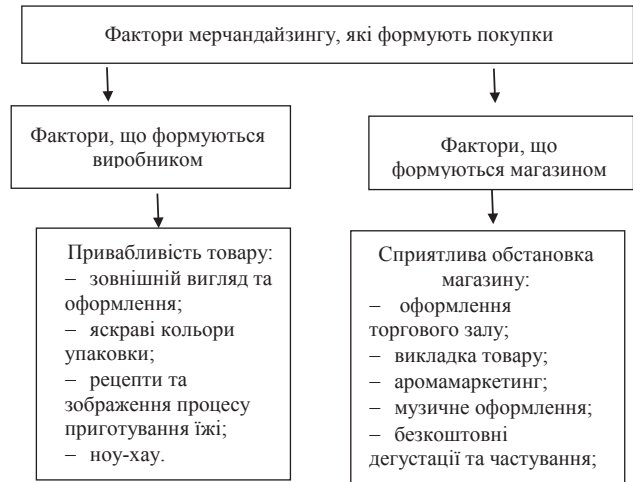 Фактори мерчандайзингу, які формують покупки
Фактори, що формуються
виробником
Фактори, що
формуються магазином
Привабливість товару:
– зовнішній вигляд та
оформлення;
– яскраві кольори
упаковки;
– рецепти та
зображення процесу
приготування їжі;
– ноу-хау.
Сприятлива обстановка
магазину:
– оформлення
торгового залу;
– викладка товару;
– аромамаркетинг;
– музичне оформлення;
– безкоштовні
дегустації та частування;